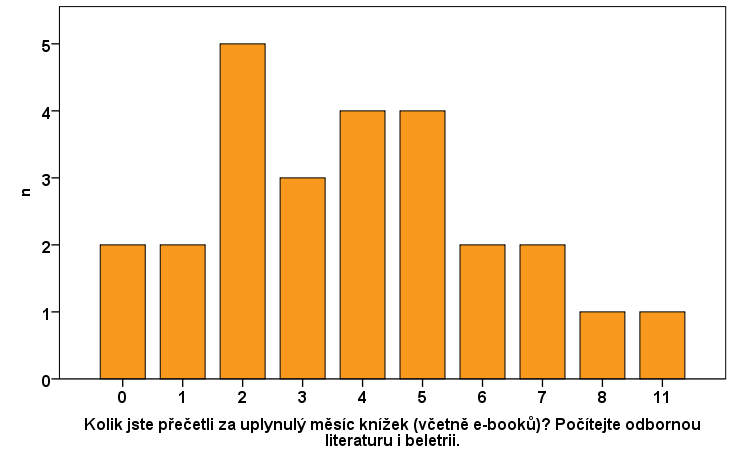 5
4
3
2
1
0
n
0 1 2 3 4 5 6 7 8 11
Kolik jste přečetli za uplynulý měsíc knížek (včetně e-booků)? Počítejte odbornou
literaturu i beletrii.